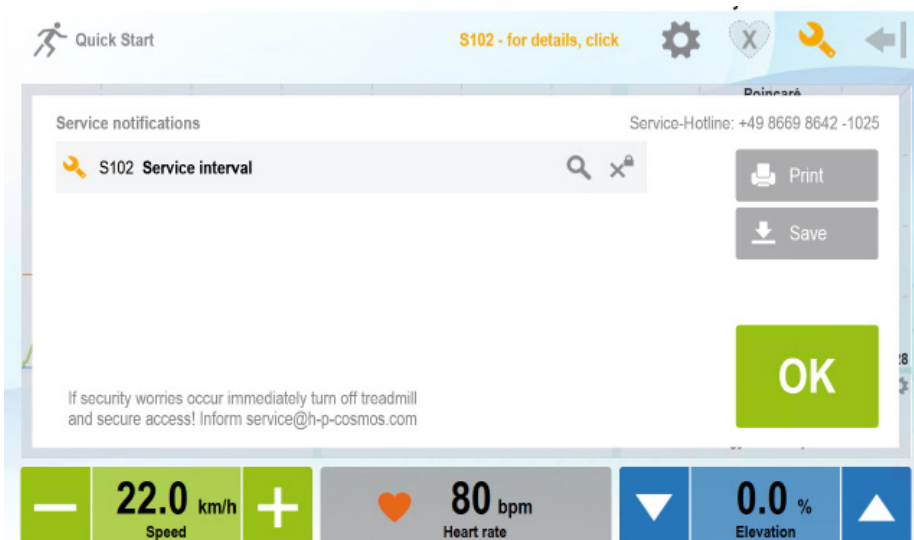 Quick Start
S102 - for details, click
X
Poincaré
Service notifications
Service-Hotline: +49 8669 8642 -1025
S102 Service interval
Print
Save
OK
If security worries occur immediately turn off treadmill
and secure access! Inform service@h-p-cosmos.com
22.0 km/h
Speed
80 bpm
Heart rate
0.0 %
Elevation